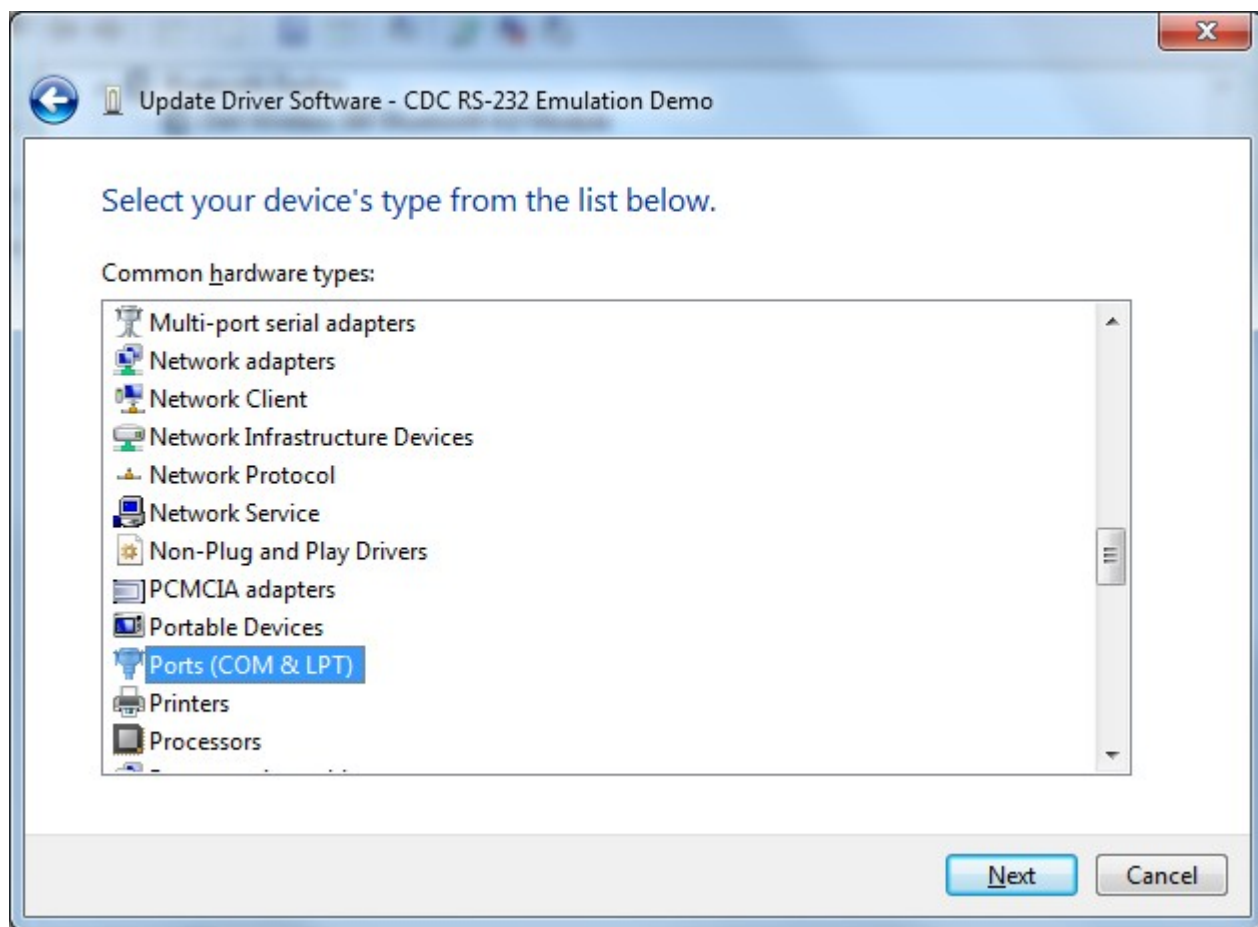 Update Driver Software - CDC RS-232 Emulation Demo
Select your device's type from the list below.
Common hardware types:
Multi-port serial adapters
Network adapters
Network Client
Network Infrastructure Devices
Network Protocol
Network Service
Non-Plug and Play Drivers
PCMCIA adapters
Portable Devices
Ports (COM & LPT)
Printers
Processors
Next
Cancel